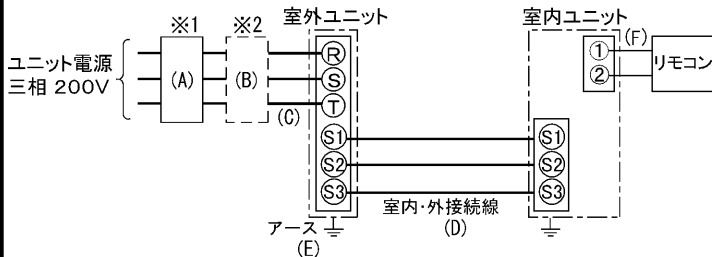 ※1
※2
室外ユニット
室内ユニット
ユニット電源
三相 200V
(A)
(B)
(C)
R
S
T
S1
S2
S3
①
②
(F)
リモコン
S1
S2
S3
室内・外接続線
(D)
アース
(E)